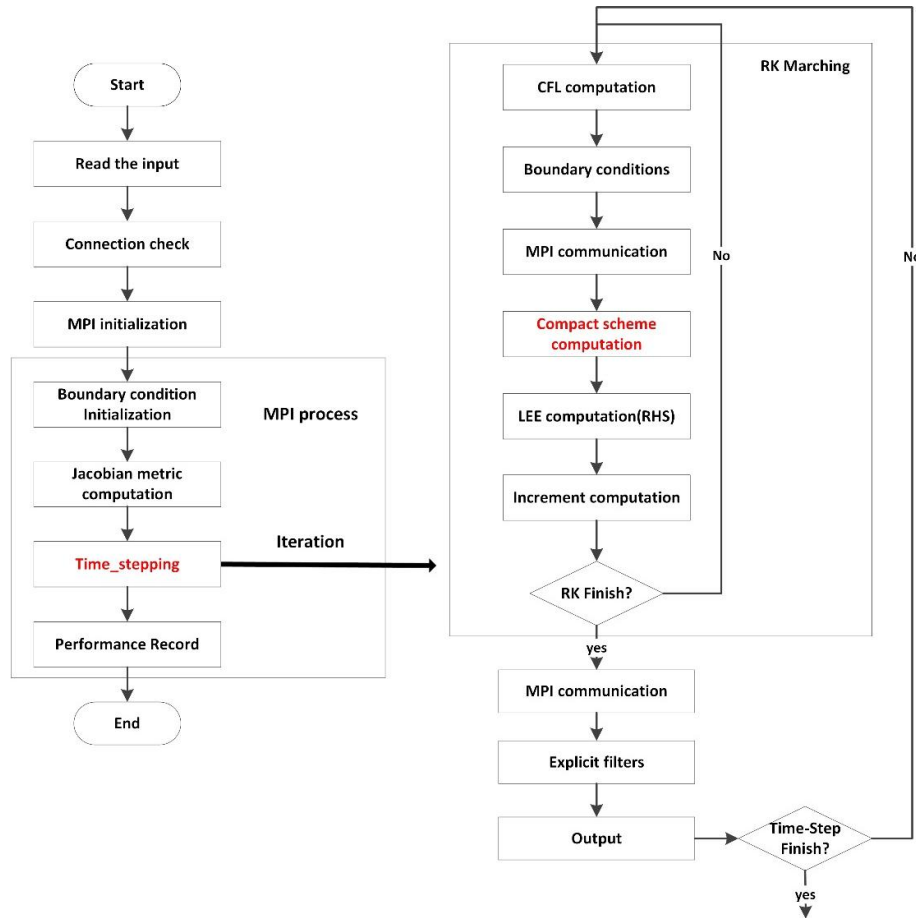 Start
Read the input
Connection check
MPI initialization
Boundary condition
Initialization
MPI process
Jacobian metric
computation
Time_stepping
Iteration
Performance Record
End
RK Marching
CFL computation
Boundary conditions
MPI communication
Compact scheme
computation
LEE computation(RHS)
Increment computation
RK Finish?
No
yes
MPI communication
Explicit filters
Output
Time-Step
Finish?
No
yes